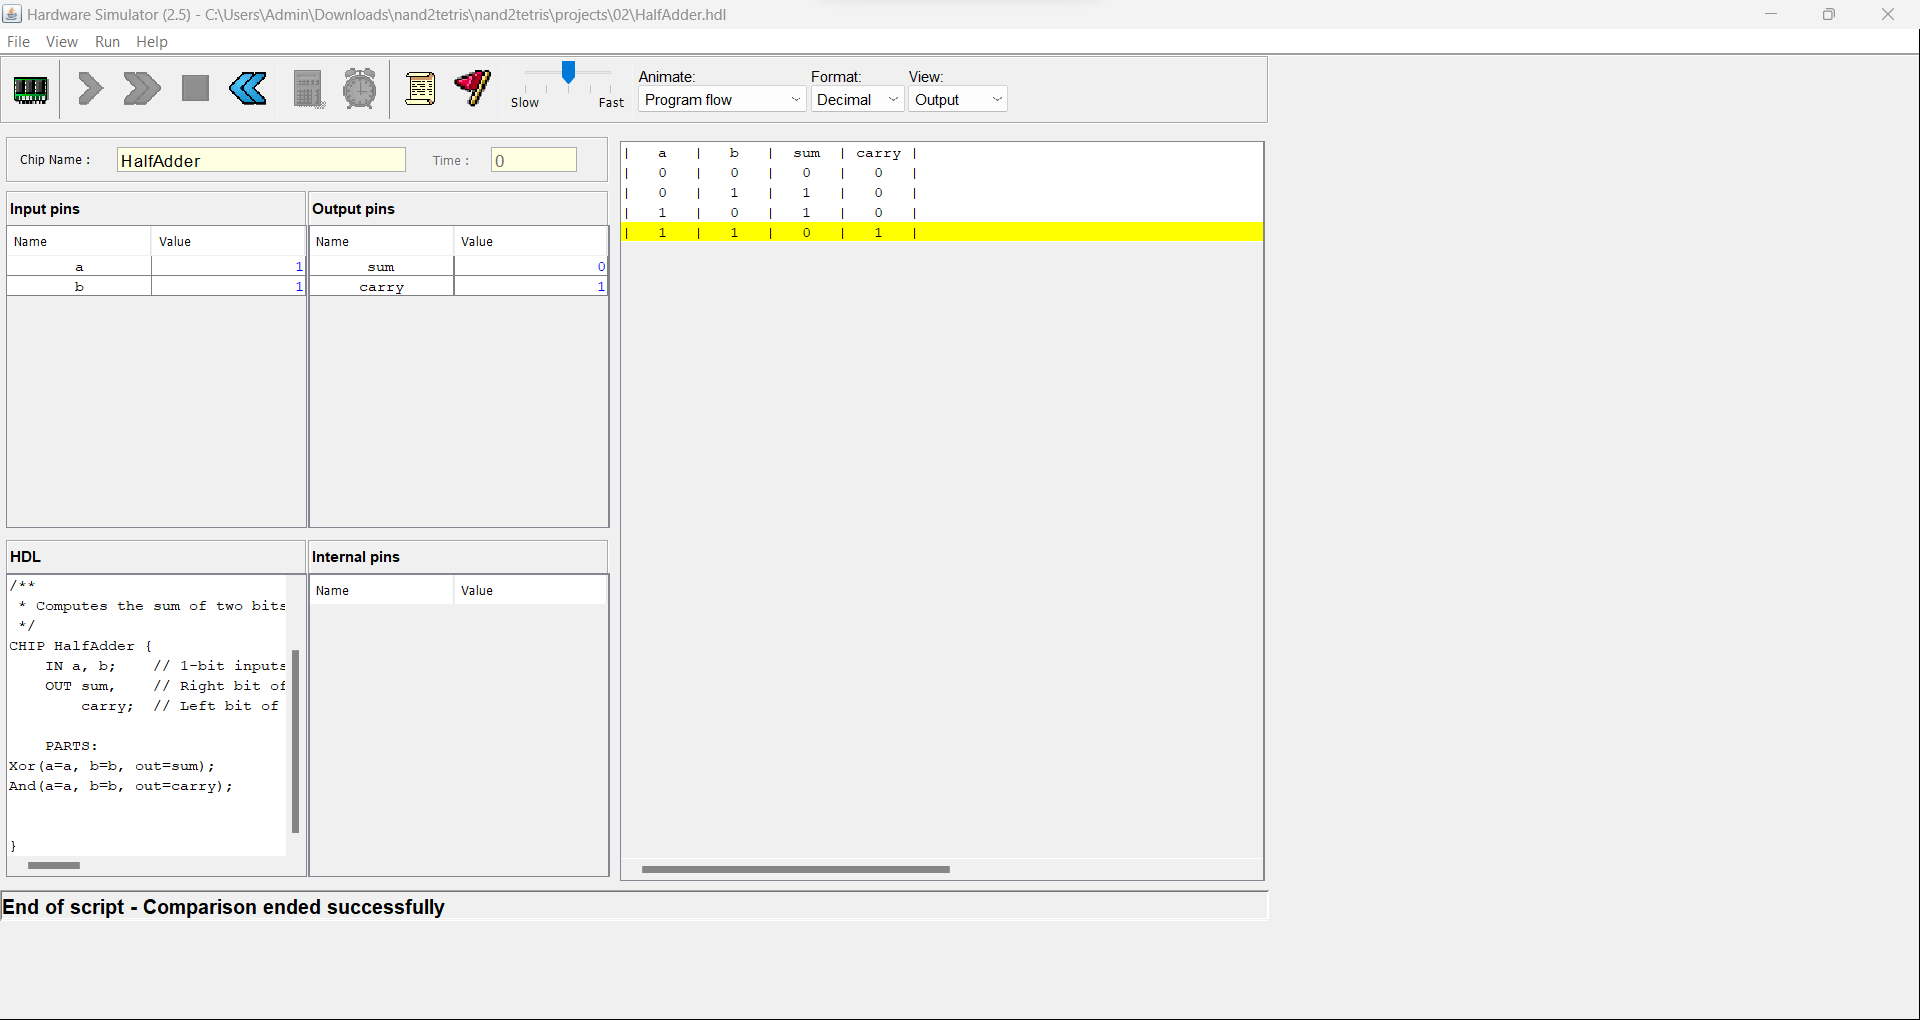 Hardware Simulator (2.5) - C:\Users\Admin\Downloads\nand2tetris\nand2tetris\projects\02\HalfAdder.hdl
File View Run Help
Slow Fast
Animate: Format: View:
Program flow Decimal Output
Chip Name : HalfAdder Time : 0
Input pins
Name Value
a 1
b 1
Output pins
Name Value
sum 0
carry 1
| a | b | sum | carry |
| 0 | 0 | 0 | 0 |
| 0 | 1 | 1 | 0 |
| 1 | 0 | 1 | 0 |
| 1 | 1 | 0 | 1 |
HDL
/**
* Computes the sum of two bits
*/
CHIP HalfAdder {
IN a, b; // 1-bit inputs
OUT sum, // Right bit of
carry; // Left bit of
PARTS:
Xor(a=a, b=b, out=sum);
And(a=a, b=b, out=carry);
}
Internal pins
Name Value
End of script - Comparison ended successfully